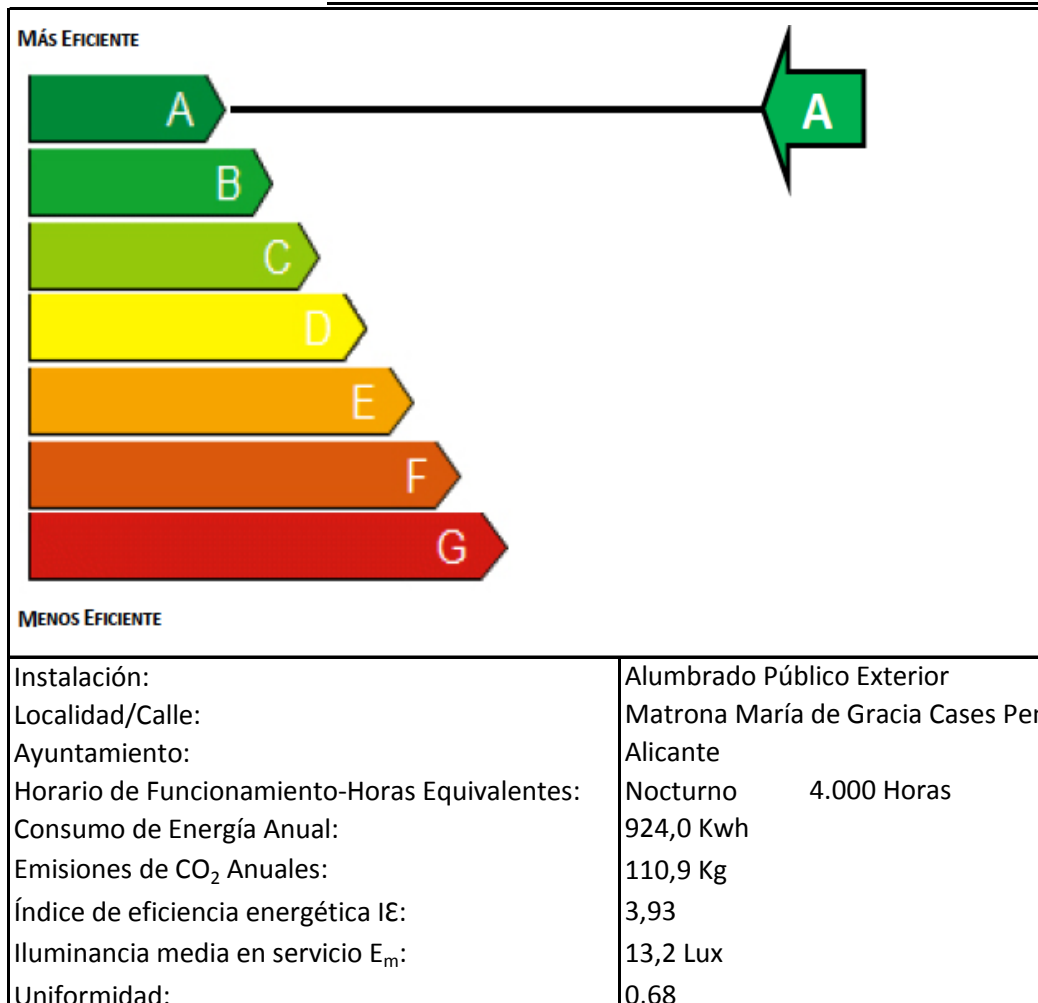 MÁS EFICIENTE
A A
B
C
D
E
F
G
MENOS EFICIENTE
Instalación: Alumbrado Público Exterior
Localidad/Calle: Matrona María de Gracia Cases
Ayuntamiento: Alicante
Horario de Funcionamiento-Horas Equivalentes: Nocturno 4.000 Horas
Consumo de Energía Anual: 924,0 Kwh
Emisiones de CO₂ Anuales: 110,9 Kg
Índice de eficiencia energética IƐ: 3,93
Iluminancia media en servicio Eₘ: 13,2 Lux
Uniformidad: 0,68